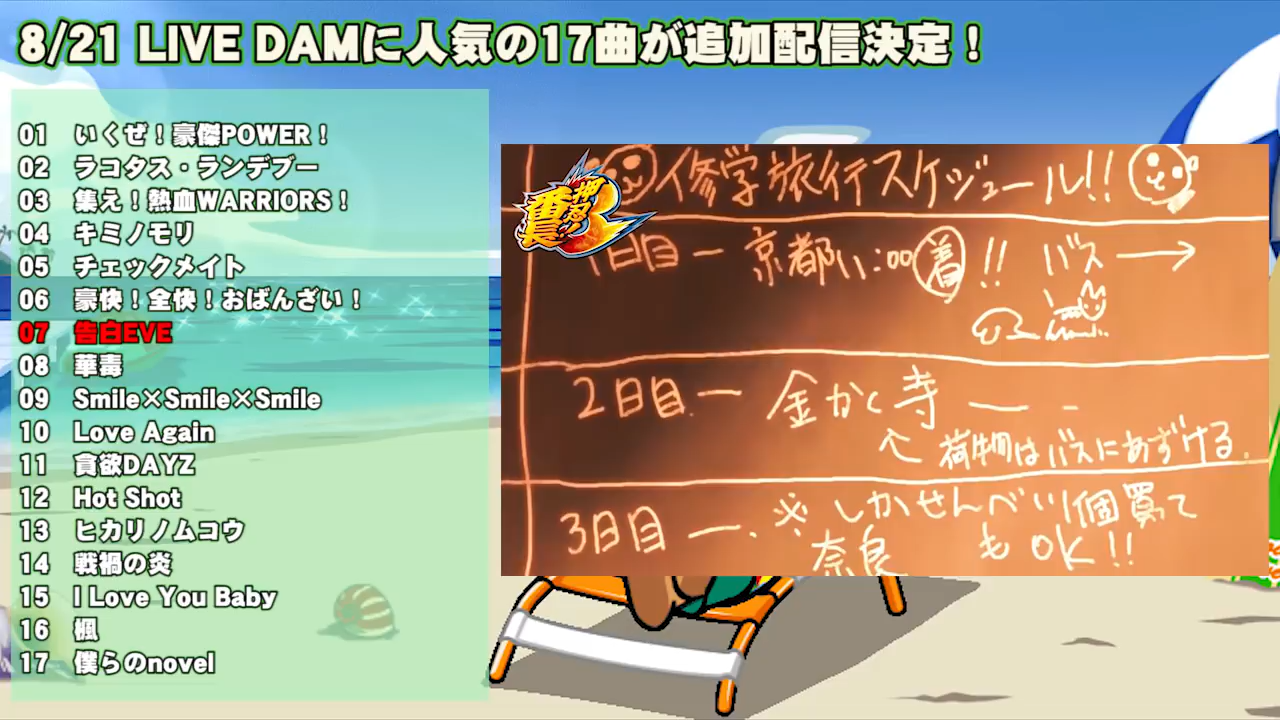 8/21 LIVE DAMに人気の17曲が追加配信決定!
01 いくぜ!豪傑POWER!
02 ラコタス・ランデブー
03 集え!熱血WARRIORS!
04 キミノモリ
05 チェックメイト
06 豪快!全快!おばんざい!
07 告白EVE
08 華毒
09 Smile×Smile×Smile
10 Love Again
11 貪欲DAYZ
12 Hot Shot
13 ヒカリノムコウ
14 戦禍の炎
15 I Love You Baby
16 楓
17 僕らのnovel
押忍!!
番長3
修学旅行スケジュール!!
1日目ー京都い:○○着!! バス→
2日目.ー金かく寺ー
荷物はバスにあずける.
3日目ー.※しかせんべい1個買って
奈良 もOK!!